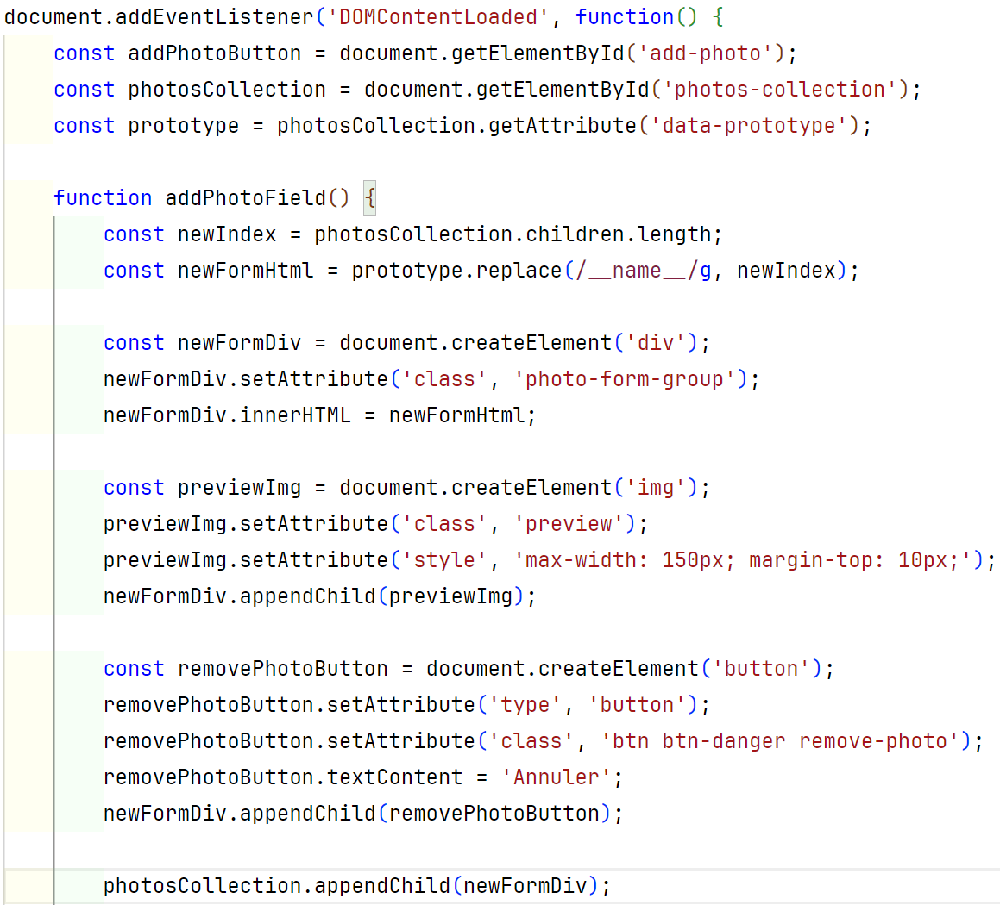 document.addEventListener('DOMContentLoaded', function() {
    const addPhotoButton = document.getElementById('add-photo');
    const photosCollection = document.getElementById('photos-collection');
    const prototype = photosCollection.getAttribute('data-prototype');

    function addPhotoField() {
        const newIndex = photosCollection.children.length;
        const newFormHtml = prototype.replace(/__name__/g, newIndex);

        const newFormDiv = document.createElement('div');
        newFormDiv.setAttribute('class', 'photo-form-group');
        newFormDiv.innerHTML = newFormHtml;

        const previewImg = document.createElement('img');
        previewImg.setAttribute('class', 'preview');
        previewImg.setAttribute('style', 'max-width: 150px; margin-top: 10px;');
        newFormDiv.appendChild(previewImg);

        const removePhotoButton = document.createElement('button');
        removePhotoButton.setAttribute('type', 'button');
        removePhotoButton.setAttribute('class', 'btn btn-danger remove-photo');
        removePhotoButton.textContent = 'Annuler';
        newFormDiv.appendChild(removePhotoButton);

        photosCollection.appendChild(newFormDiv);